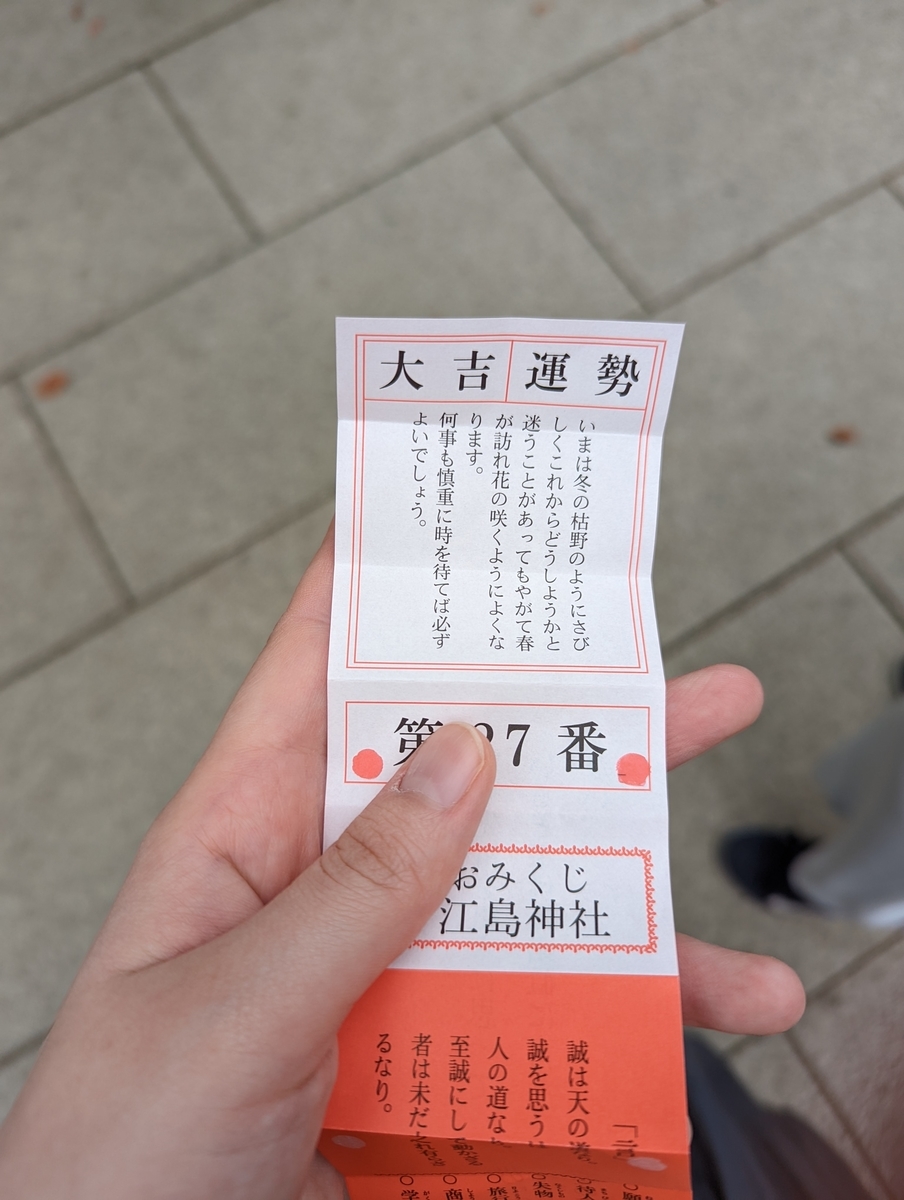 大吉 運勢
いまは冬の枯野のようにさび
しくこれからどうしようかと
迷うことがあってもやがて春
が訪れ花の咲くようによくな
ります。
何事も慎重に時を待てば必ず
よいでしょう。
第 7番
おみくじ
江島神社
誠は天の
誠を思う
人の道な
至誠にし
者は未だ
るなり。